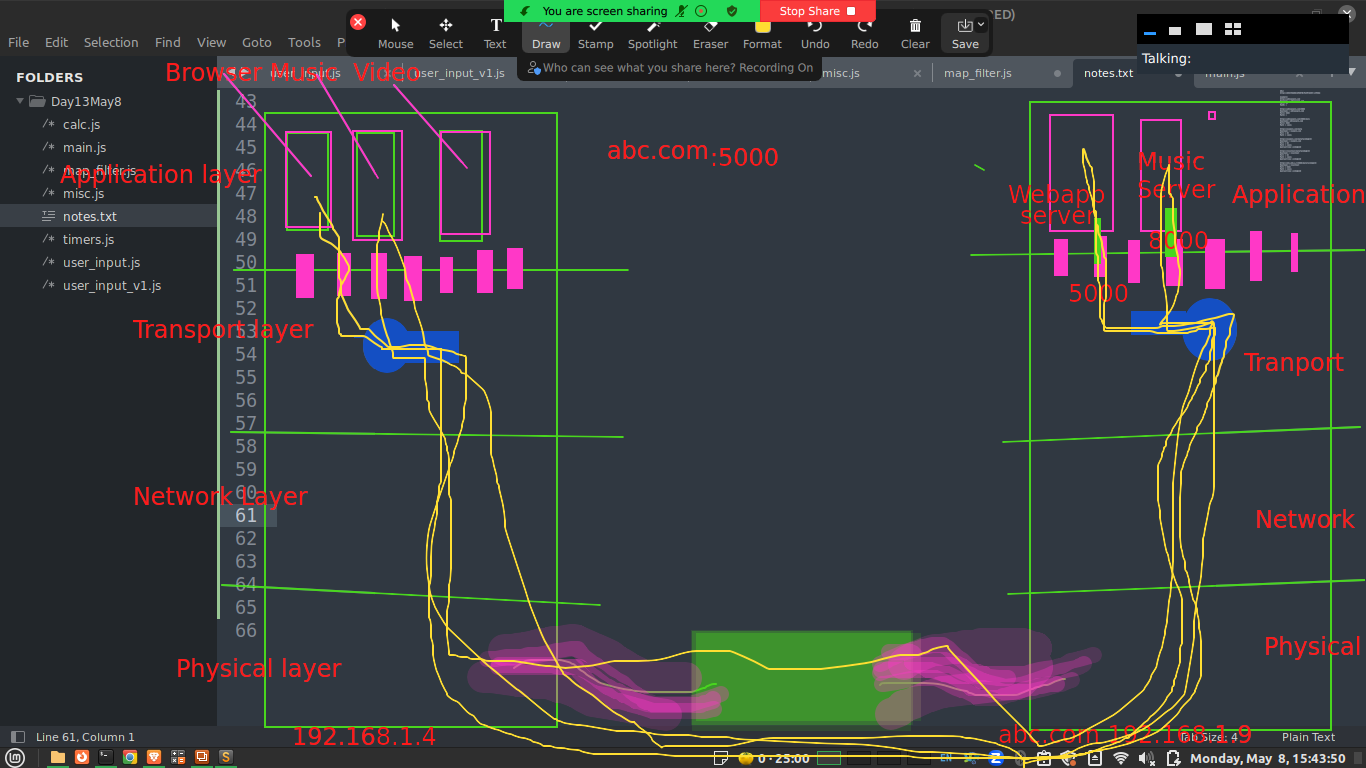 You are screen sharing
Stop Share
RED)
File Edit Selection Find View Goto Tools P
Mouse Select Text Draw Stamp Spotlight Eraser Format Undo Redo Clear Save
Who can see what you share here? Recording On
Talking:
FOLDERS
Day13May8
calc.js
main.js
map_filter.js
misc.js
notes.txt
timers.js
user_input.js
user_input_v1.js
user_input.js
user_input_v1.js
misc.js
map_filter.js
notes.txt
main.js
Browser Music Video
43
44
45
46
47
48
49
50
51
52
53
54
55
56
57
58
59
60
61
62
63
64
65
66
Application layer
Transport layer
Network Layer
Physical layer
192.168.1.4
abc.com:5000
Webapp
server
Music
Server
8000
5000
Application
Tranport
Network
Physical
abc.com 192.168.1.9
Line 61, Column 1
Tab Size: 4
Plain Text
0 · 25:00
EN
Monday, May 8, 15:43:50